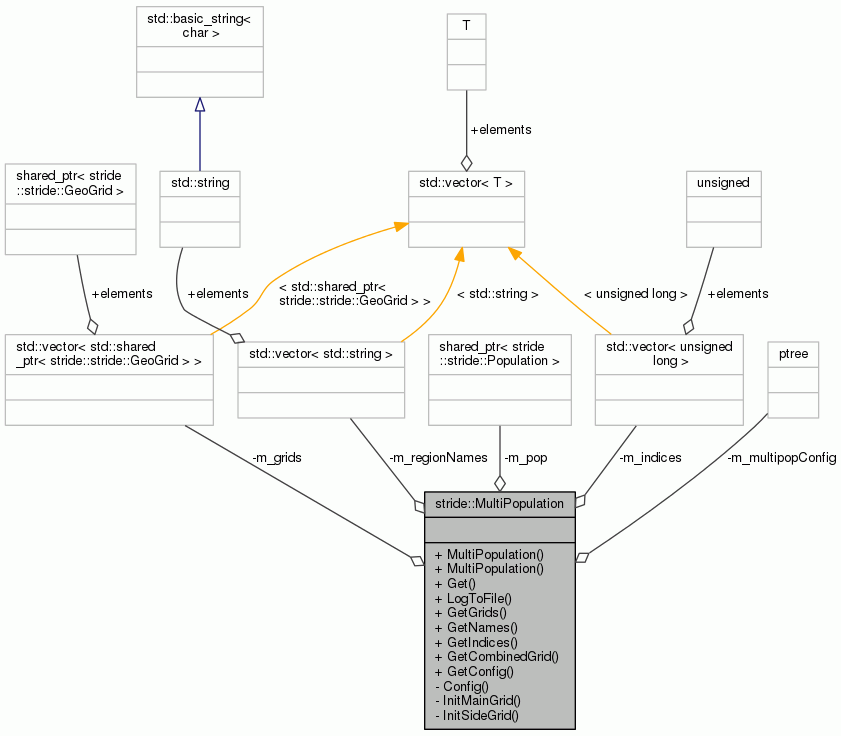 std::basic_string<
char >
T
+elements
shared_ptr< stride
::stride::GeoGrid >
std::string
std::vector< T >
unsigned
+elements
+elements
< std::shared_ptr<
stride::stride::GeoGrid > >
< std::string >
< unsigned long >
+elements
std::vector< std::shared
_ptr< stride::stride::GeoGrid > >
std::vector< std::string >
shared_ptr< stride
::stride::Population >
std::vector< unsigned
long >
ptree
-m_grids
-m_regionNames
-m_pop
-m_indices
-m_multipopConfig
stride::MultiPopulation
+ MultiPopulation()
+ MultiPopulation()
+ Get()
+ LogToFile()
+ GetGrids()
+ GetNames()
+ GetIndices()
+ GetCombinedGrid()
+ GetConfig()
- Config()
- InitMainGrid()
- InitSideGrid()